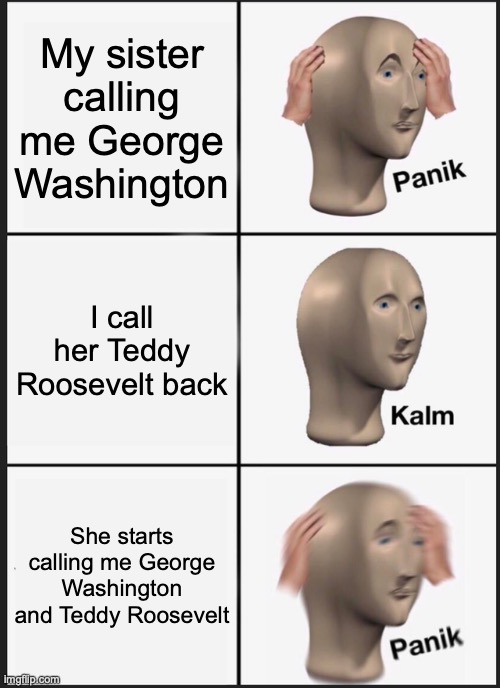 My sister
calling
me George
Washington
Panik
I call
her Teddy
Roosevelt back
Kalm
She starts
calling me George
Washington
and Teddy Roosevelt
Panik
imgflip.com